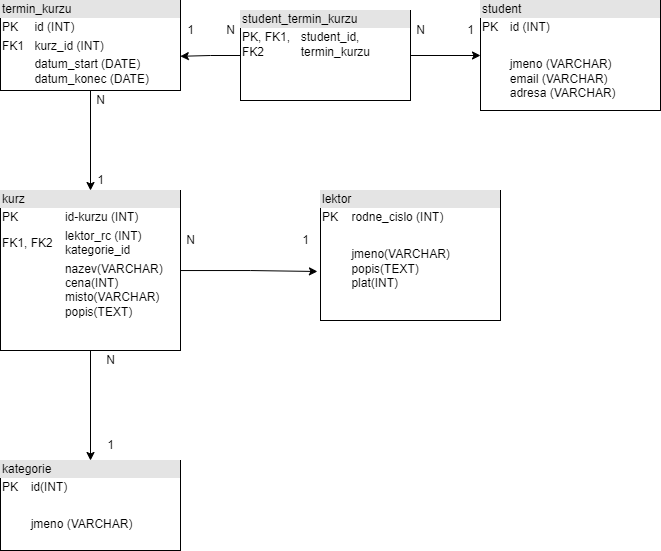 termin_kurzu
PK id (INT)
FK1 kurz_id (INT)
datum_start (DATE)
datum_konec (DATE)
1
N
student_termin_kurzu
PK, FK1, student_id,
FK2 termin_kurzu
N
1
student
PK id (INT)
jmeno (VARCHAR)
email (VARCHAR)
adresa (VARCHAR)
N
1
kurz
PK id-kurzu (INT)
FK1, FK2 lektor_rc (INT)
kategorie_id
nazev(VARCHAR)
cena(INT)
misto(VARCHAR)
popis(TEXT)
N
1
lektor
PK rodne_cislo (INT)
jmeno(VARCHAR)
popis(TEXT)
plat(INT)
N
1
kategorie
PK id(INT)
jmeno (VARCHAR)